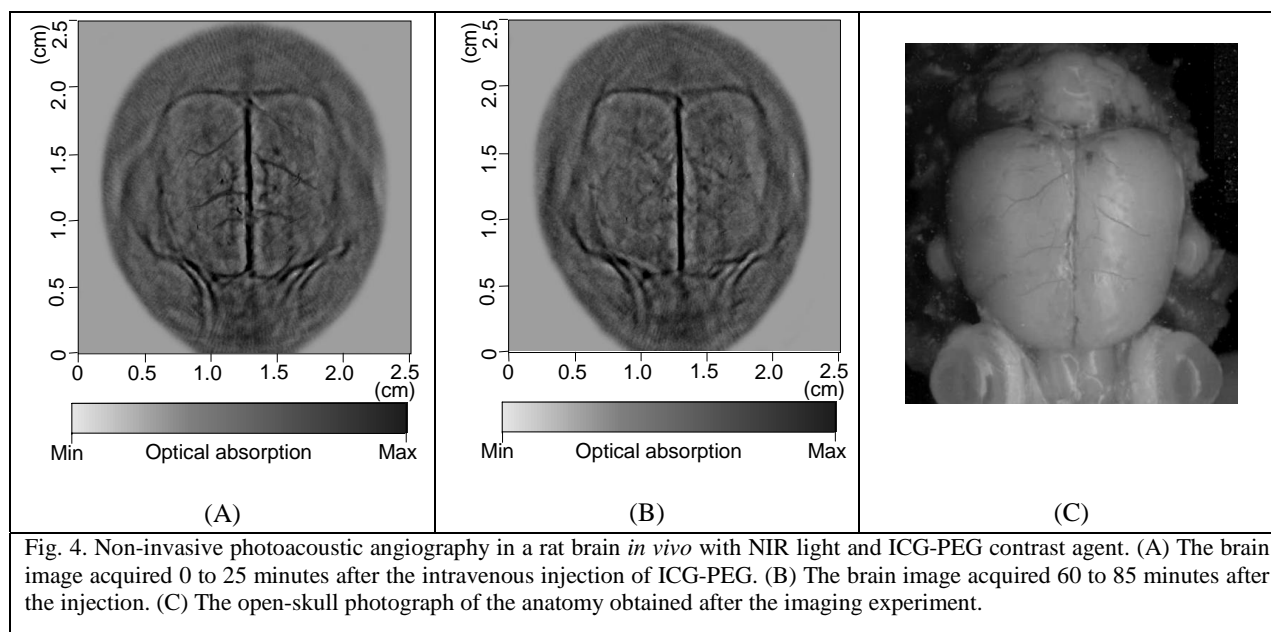 (cm)
2.5
2.0
1.5
1.0
0.5
0
0 0.5 1.0 1.5 2.0 2.5
(cm)
Min Optical absorption Max
(A)
(cm)
2.5
2.0
1.5
1.0
0.5
0
0 0.5 1.0 1.5 2.0 2.5
(cm)
Min Optical absorption Max
(B)
(C)
Fig. 4. Non-invasive photoacoustic angiography in a rat brain in vivo with NIR light and ICG-PEG contrast agent. (A) The brain
image acquired 0 to 25 minutes after the intravenous injection of ICG-PEG. (B) The brain image acquired 60 to 85 minutes after
the injection. (C) The open-skull photograph of the anatomy obtained after the imaging experiment.